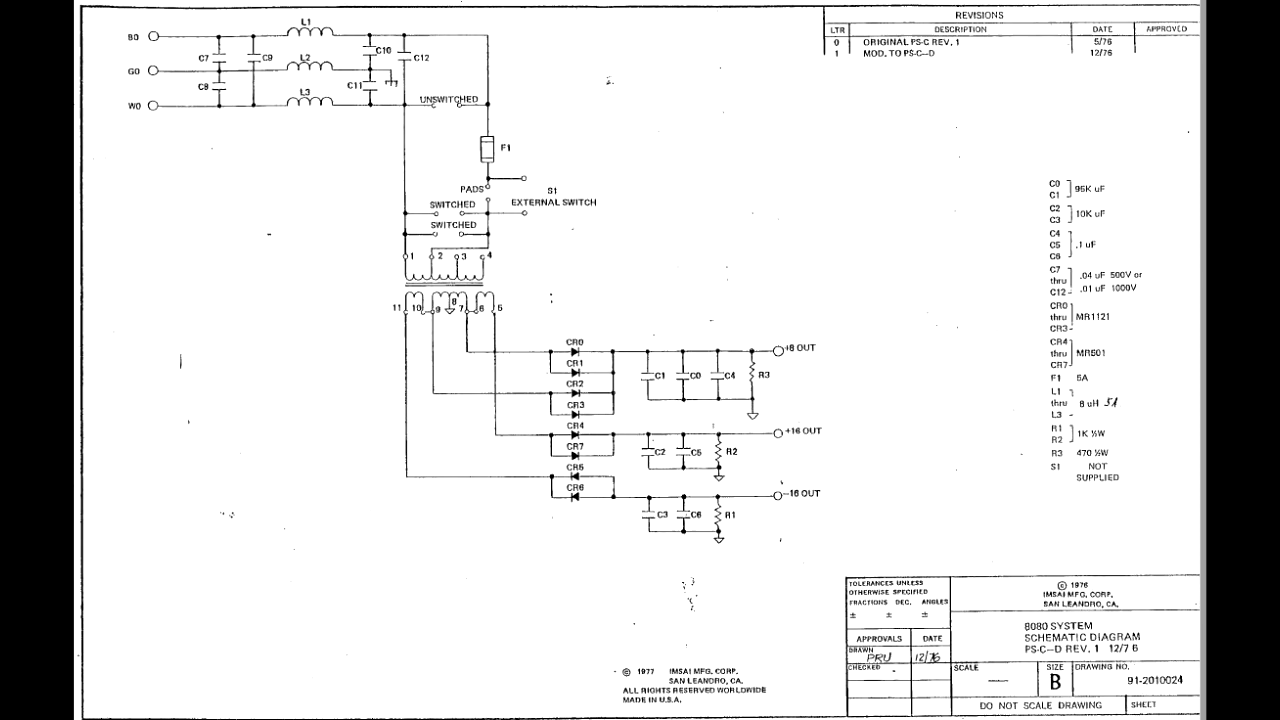 REVISIONS
LTR DESCRIPTION DATE APPROVED
0 ORIGINAL PS-C REV. 1 5/76
1 MOD. TO PS-C-D 12/76
B0
G0
W0
L1
L2
L3
C7
C8
C9
C10
C11
C12
UNSWITCHED
F1
PADS
S1
EXTERNAL SWITCH
SWITCHED
SWITCHED
1 2 3 4
11 10 9 8 7 6 5
CR0
CR1
CR2
CR3
CR4
CR7
CR5
CR6
C1 C0 C4 R3
+8 OUT
C2 C5 R2
+16 OUT
C3 C6 R1
-16 OUT
C0
C1 95K uF
C2
C3 10K uF
C4
C5 .1 uF
C6
C7
thru .04 uF 500V or
C12 .01 uF 1000V
CR0
thru MR1121
CR3
CR4
thru MR501
CR7
F1 5A
L1
thru 8 uH 5A
L3
R1
R2 1K ½W
R3 470 ½W
S1 NOT
SUPPLIED
TOLERANCES UNLESS
OTHERWISE SPECIFIED
FRACTIONS DEC. ANGLES
± ± ±
APPROVALS DATE
DRAWN
PRU 12/76
CHECKED
© 1976
IMSAI MFG. CORP.
SAN LEANDRO, CA.
8080 SYSTEM
SCHEMATIC DIAGRAM
PS-C-D REV. 1 12/7 6
SCALE
SIZE
B
DRAWING NO.
91-2010024
DO NOT SCALE DRAWING
SHEET
© 1977 IMSAI MFG. CORP.
SAN LEANDRO, CA.
ALL RIGHTS RESERVED WORLDWIDE
MADE IN U.S.A.